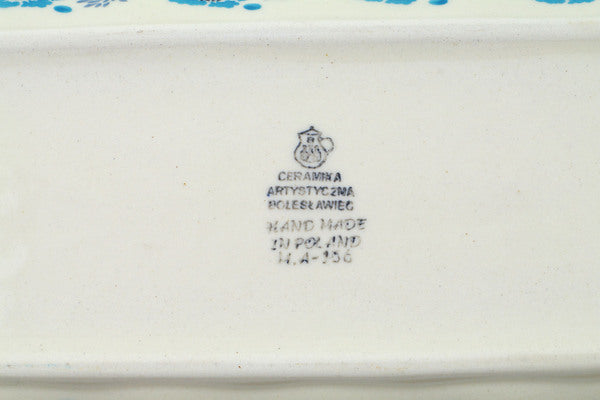 CERAMIKA
ARTYSTYCZNA
BOLESŁAWIEC
HAND MADE
IN POLAND
M.A-156